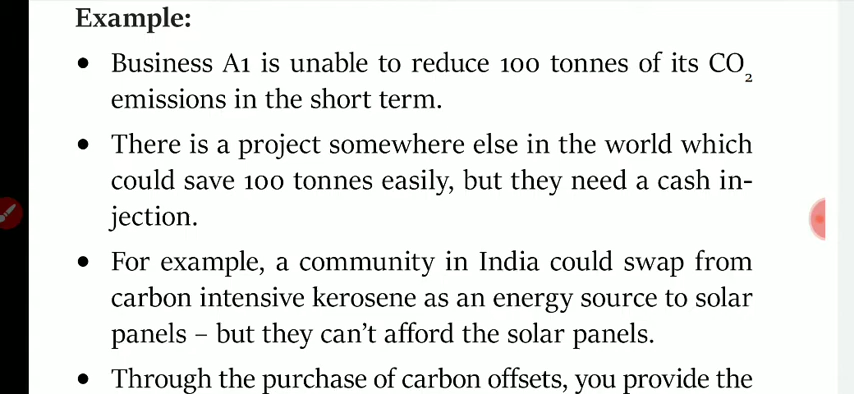 Example:
• Business A1 is unable to reduce 100 tonnes of its CO₂
emissions in the short term.
• There is a project somewhere else in the world which
could save 100 tonnes easily, but they need a cash in-
jection.
• For example, a community in India could swap from
carbon intensive kerosene as an energy source to solar
panels – but they can’t afford the solar panels.
• Through the purchase of carbon offsets, you provide the